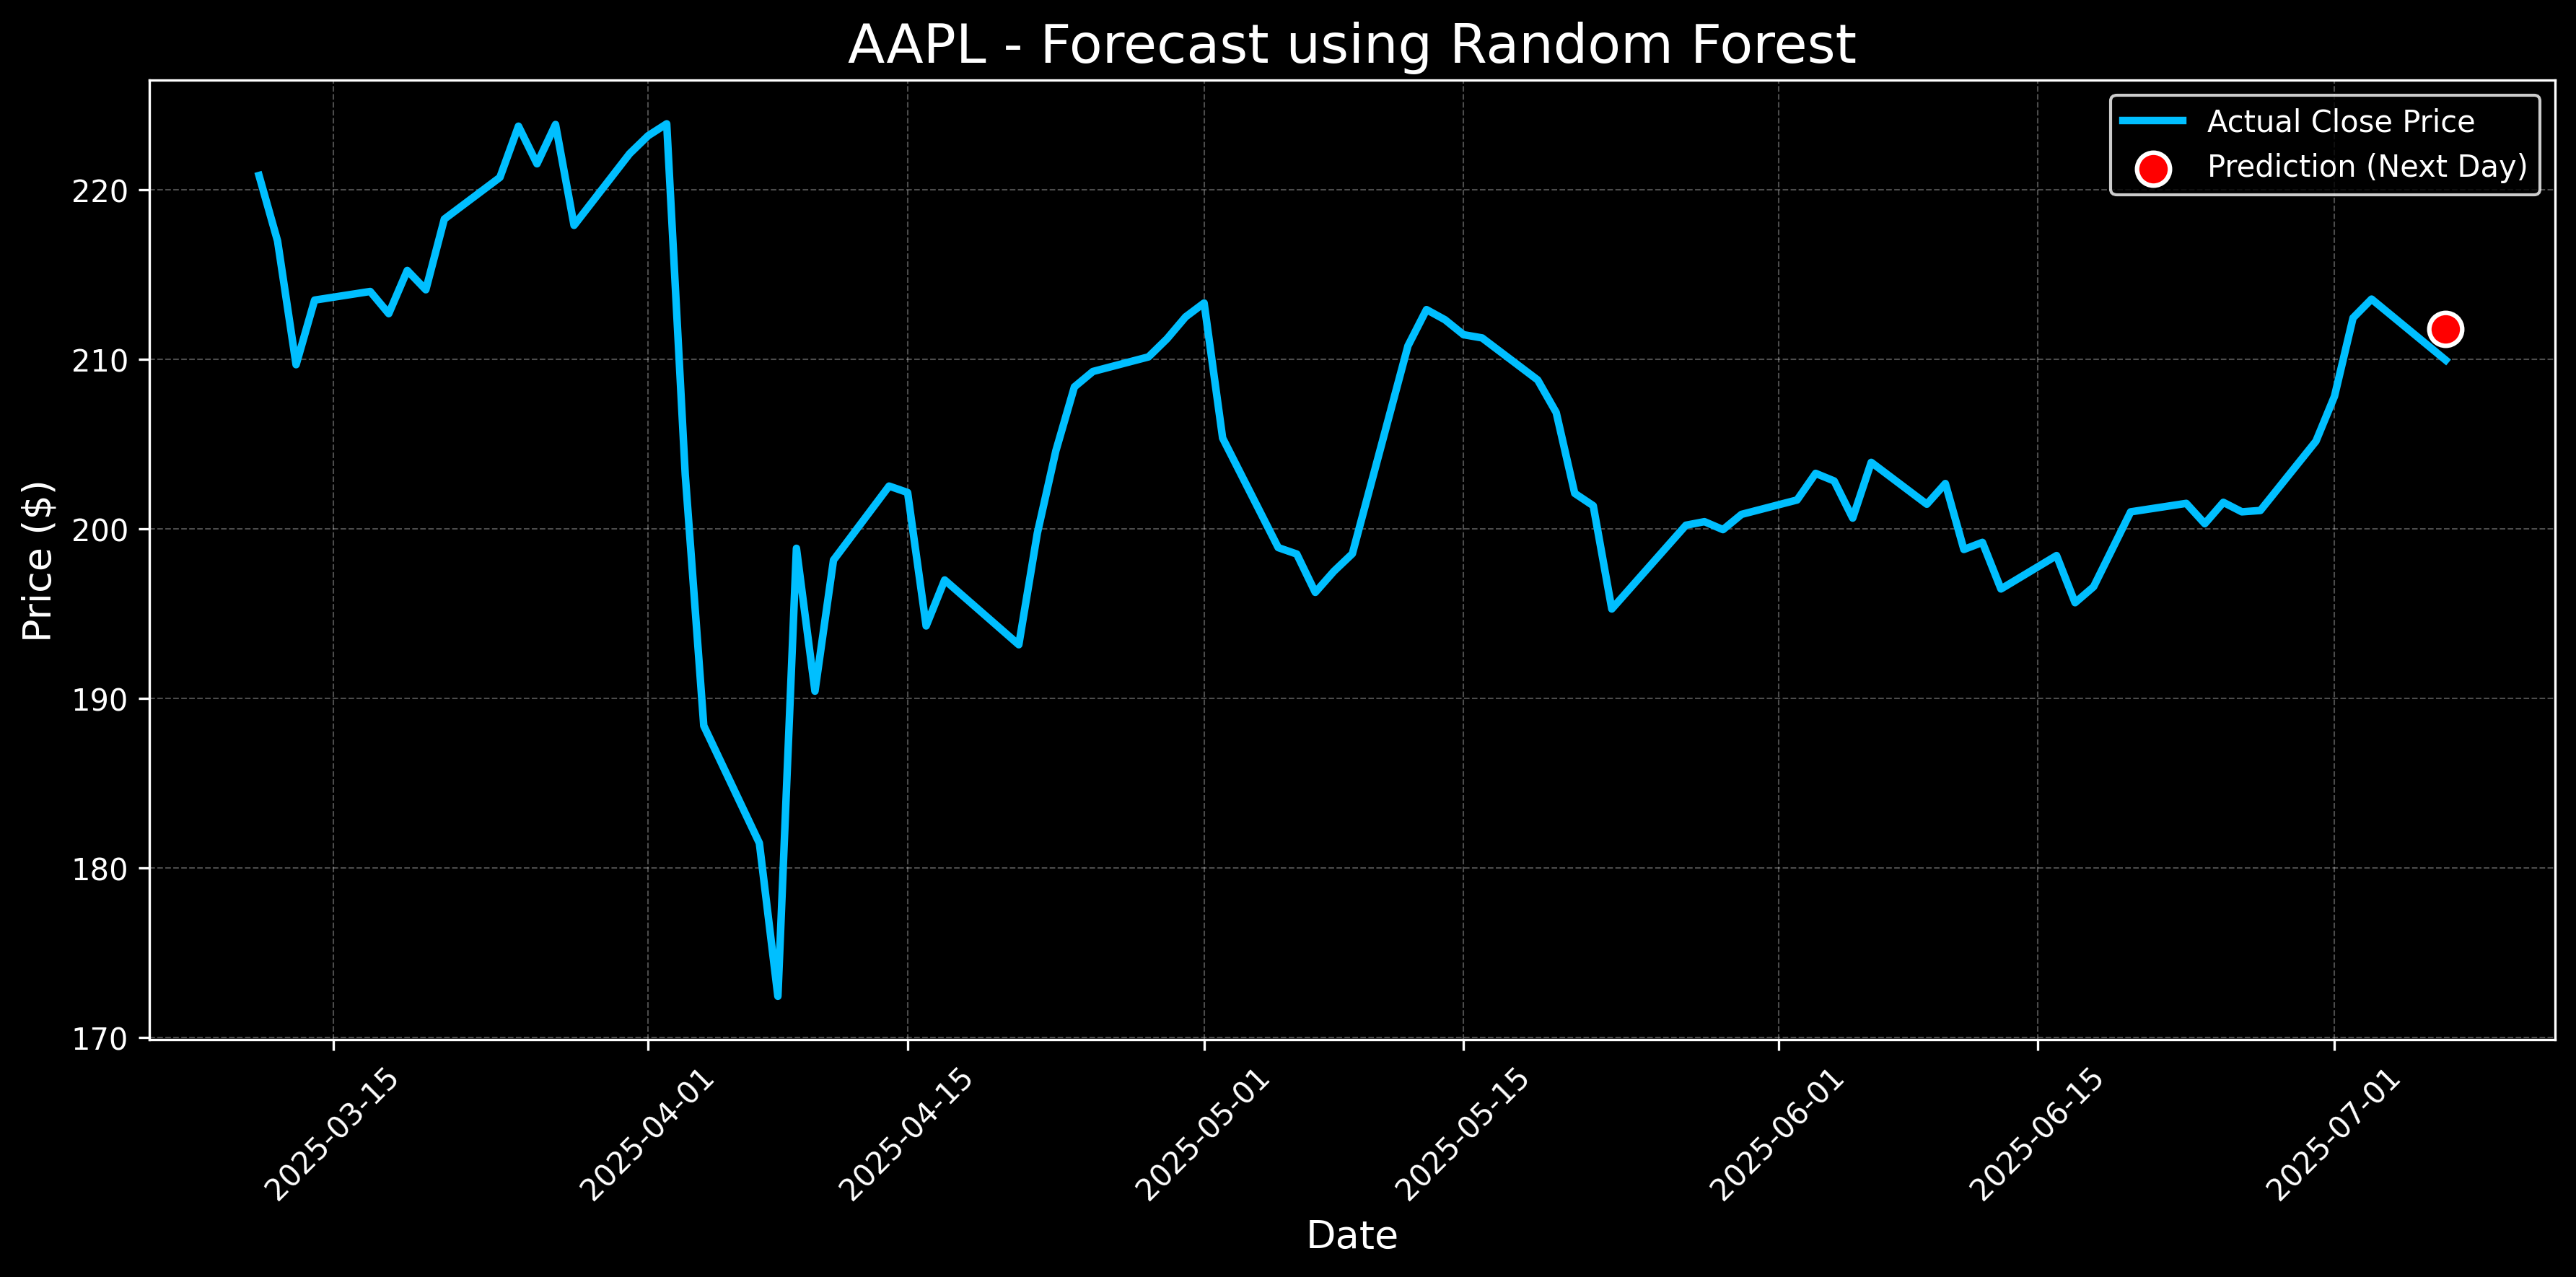 AAPL - Forecast using Random Forest
Actual Close Price
Prediction (Next Day)
Price ($)
220
210
200
190
180
170
2025-03-15
2025-04-01
2025-04-15
2025-05-01
2025-05-15
2025-06-01
2025-06-15
2025-07-01
Date